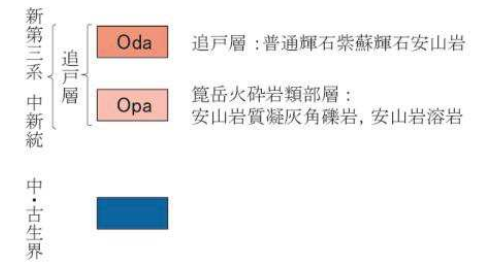 新第三系 中新統
追戸層
Oda
追戸層：普通輝石紫蘇輝石安山岩
Opa
箟岳火砕岩類部層：
安山岩質凝灰角礫岩，安山岩溶岩
中・古生界